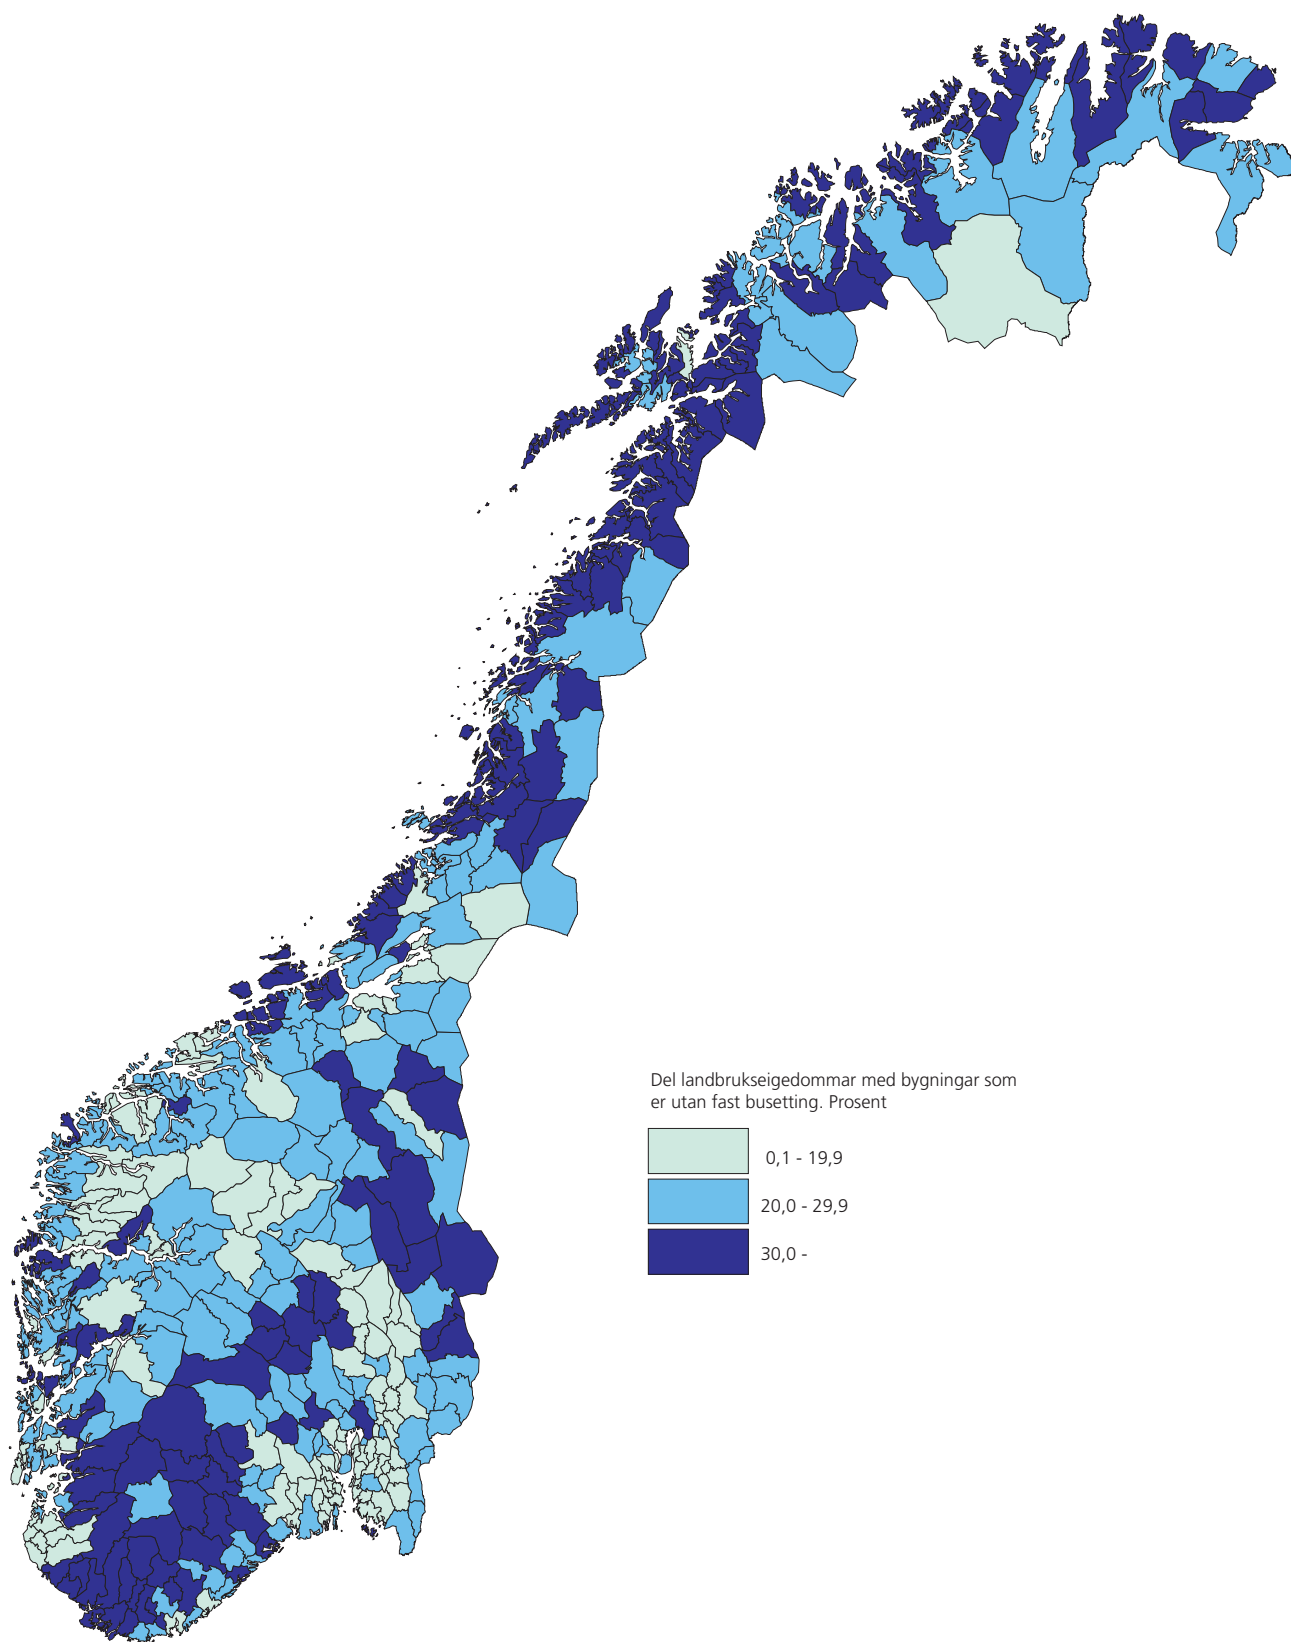 Del landbrukseigedommar med bygningar som
er utan fast busetting. Prosent
0,1 - 19,9
20,0 - 29,9
30,0 -